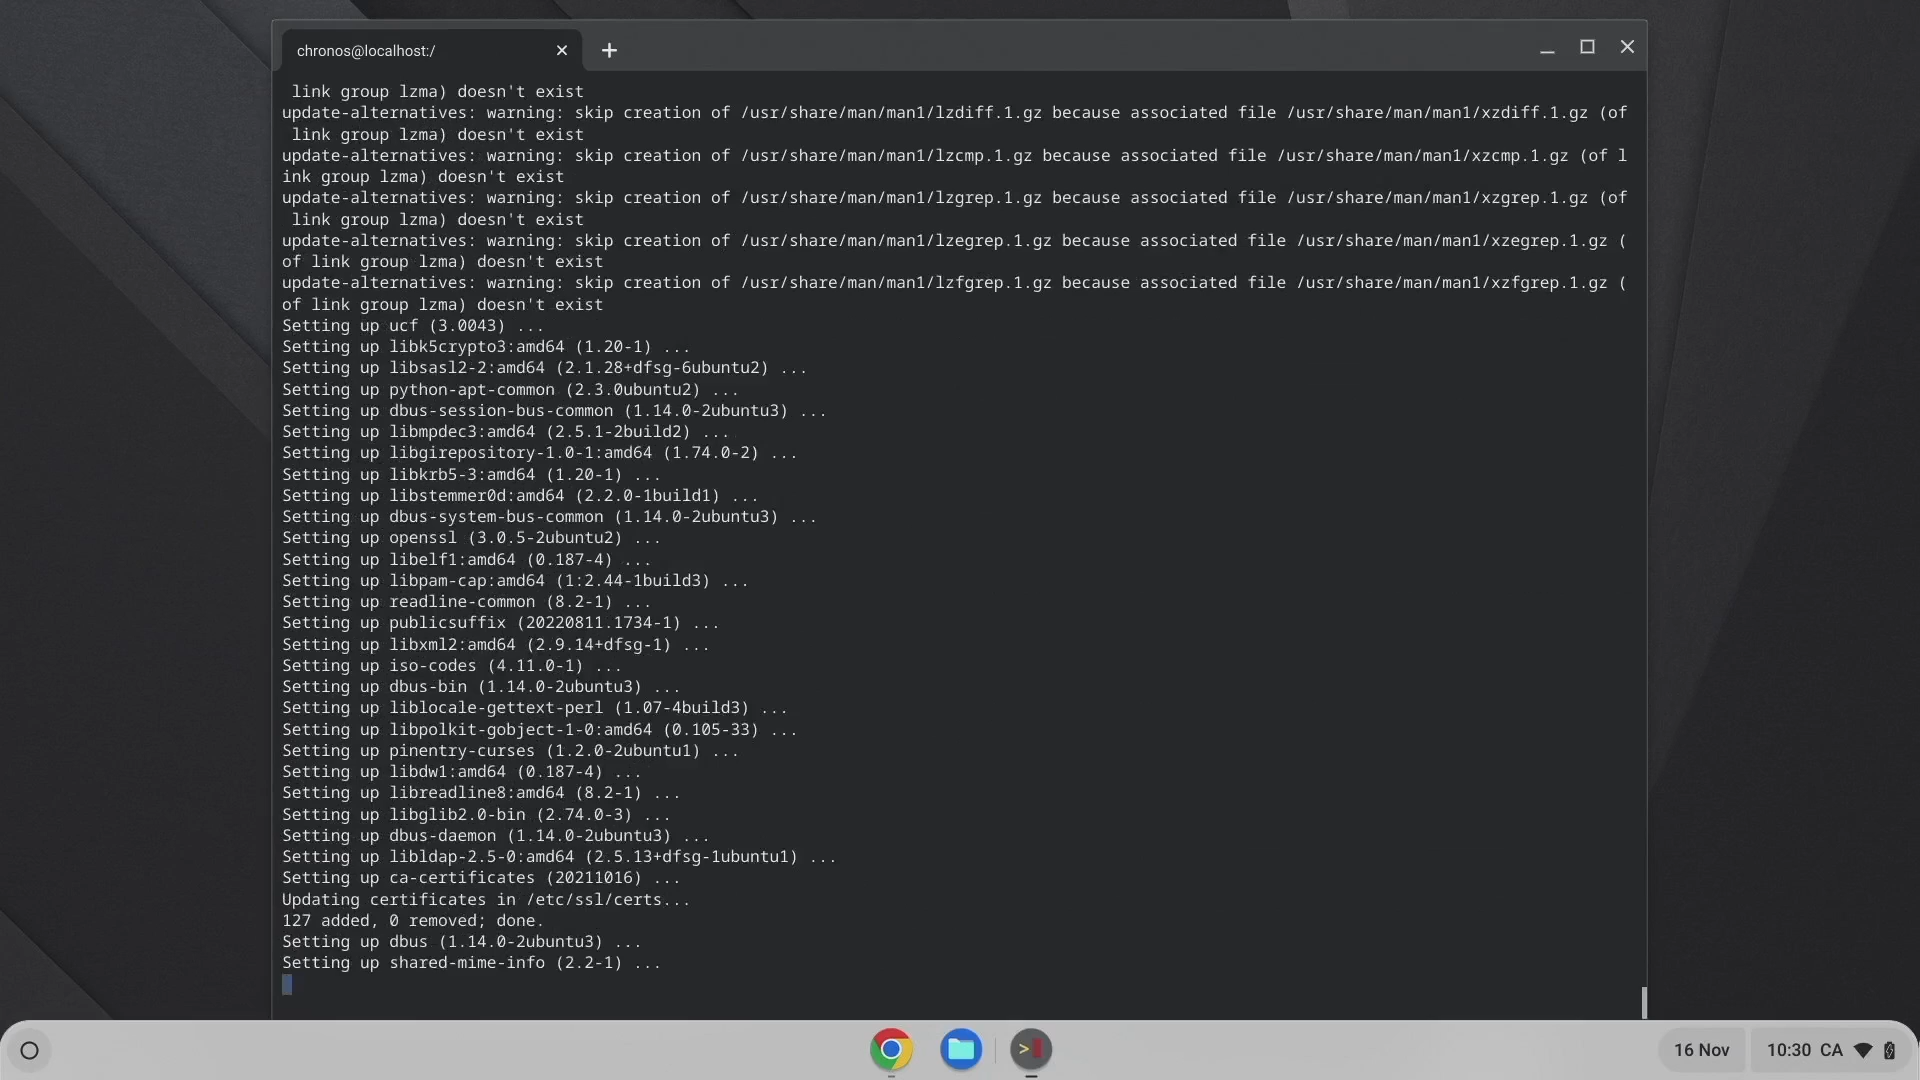 chronos@localhost:/
link group lzma) doesn't exist
update-alternatives: warning: skip creation of /usr/share/man/man1/lzdiff.1.gz because associated file /usr/share/man/man1/xzdiff.1.gz (of
link group lzma) doesn't exist
update-alternatives: warning: skip creation of /usr/share/man/man1/lzcmp.1.gz because associated file /usr/share/man/man1/xzcmp.1.gz (of l
ink group lzma) doesn't exist
update-alternatives: warning: skip creation of /usr/share/man/man1/lzgrep.1.gz because associated file /usr/share/man/man1/xzgrep.1.gz (of
link group lzma) doesn't exist
update-alternatives: warning: skip creation of /usr/share/man/man1/lzegrep.1.gz because associated file /usr/share/man/man1/xzegrep.1.gz (
of link group lzma) doesn't exist
update-alternatives: warning: skip creation of /usr/share/man/man1/lzfgrep.1.gz because associated file /usr/share/man/man1/xzfgrep.1.gz (
of link group lzma) doesn't exist
Setting up ucf (3.0043) ...
Setting up libk5crypto3:amd64 (1.20-1) ...
Setting up libsasl2-2:amd64 (2.1.28+dfsg-6ubuntu2) ...
Setting up python-apt-common (2.3.0ubuntu2) ...
Setting up dbus-session-bus-common (1.14.0-2ubuntu3) ...
Setting up libmpdec3:amd64 (2.5.1-2build2) ...
Setting up libgirepository-1.0-1:amd64 (1.74.0-2) ...
Setting up libkrb5-3:amd64 (1.20-1) ...
Setting up libstemmer0d:amd64 (2.2.0-1build1) ...
Setting up dbus-system-bus-common (1.14.0-2ubuntu3) ...
Setting up openssl (3.0.5-2ubuntu2) ...
Setting up libelf1:amd64 (0.187-4) ...
Setting up libpam-cap:amd64 (1:2.44-1build3) ...
Setting up readline-common (8.2-1) ...
Setting up publicsuffix (20220811.1734-1) ...
Setting up libxml2:amd64 (2.9.14+dfsg-1) ...
Setting up iso-codes (4.11.0-1) ...
Setting up dbus-bin (1.14.0-2ubuntu3) ...
Setting up liblocale-gettext-perl (1.07-4build3) ...
Setting up libpolkit-gobject-1-0:amd64 (0.105-33) ...
Setting up pinentry-curses (1.2.0-2ubuntu1) ...
Setting up libdw1:amd64 (0.187-4) ...
Setting up libreadline8:amd64 (8.2-1) ...
Setting up libglib2.0-bin (2.74.0-3) ...
Setting up dbus-daemon (1.14.0-2ubuntu3) ...
Setting up libldap-2.5-0:amd64 (2.5.13+dfsg-1ubuntu1) ...
Setting up ca-certificates (20211016) ...
Updating certificates in /etc/ssl/certs...
127 added, 0 removed; done.
Setting up dbus (1.14.0-2ubuntu3) ...
Setting up shared-mime-info (2.2-1) ...
16 Nov 10:30 CA